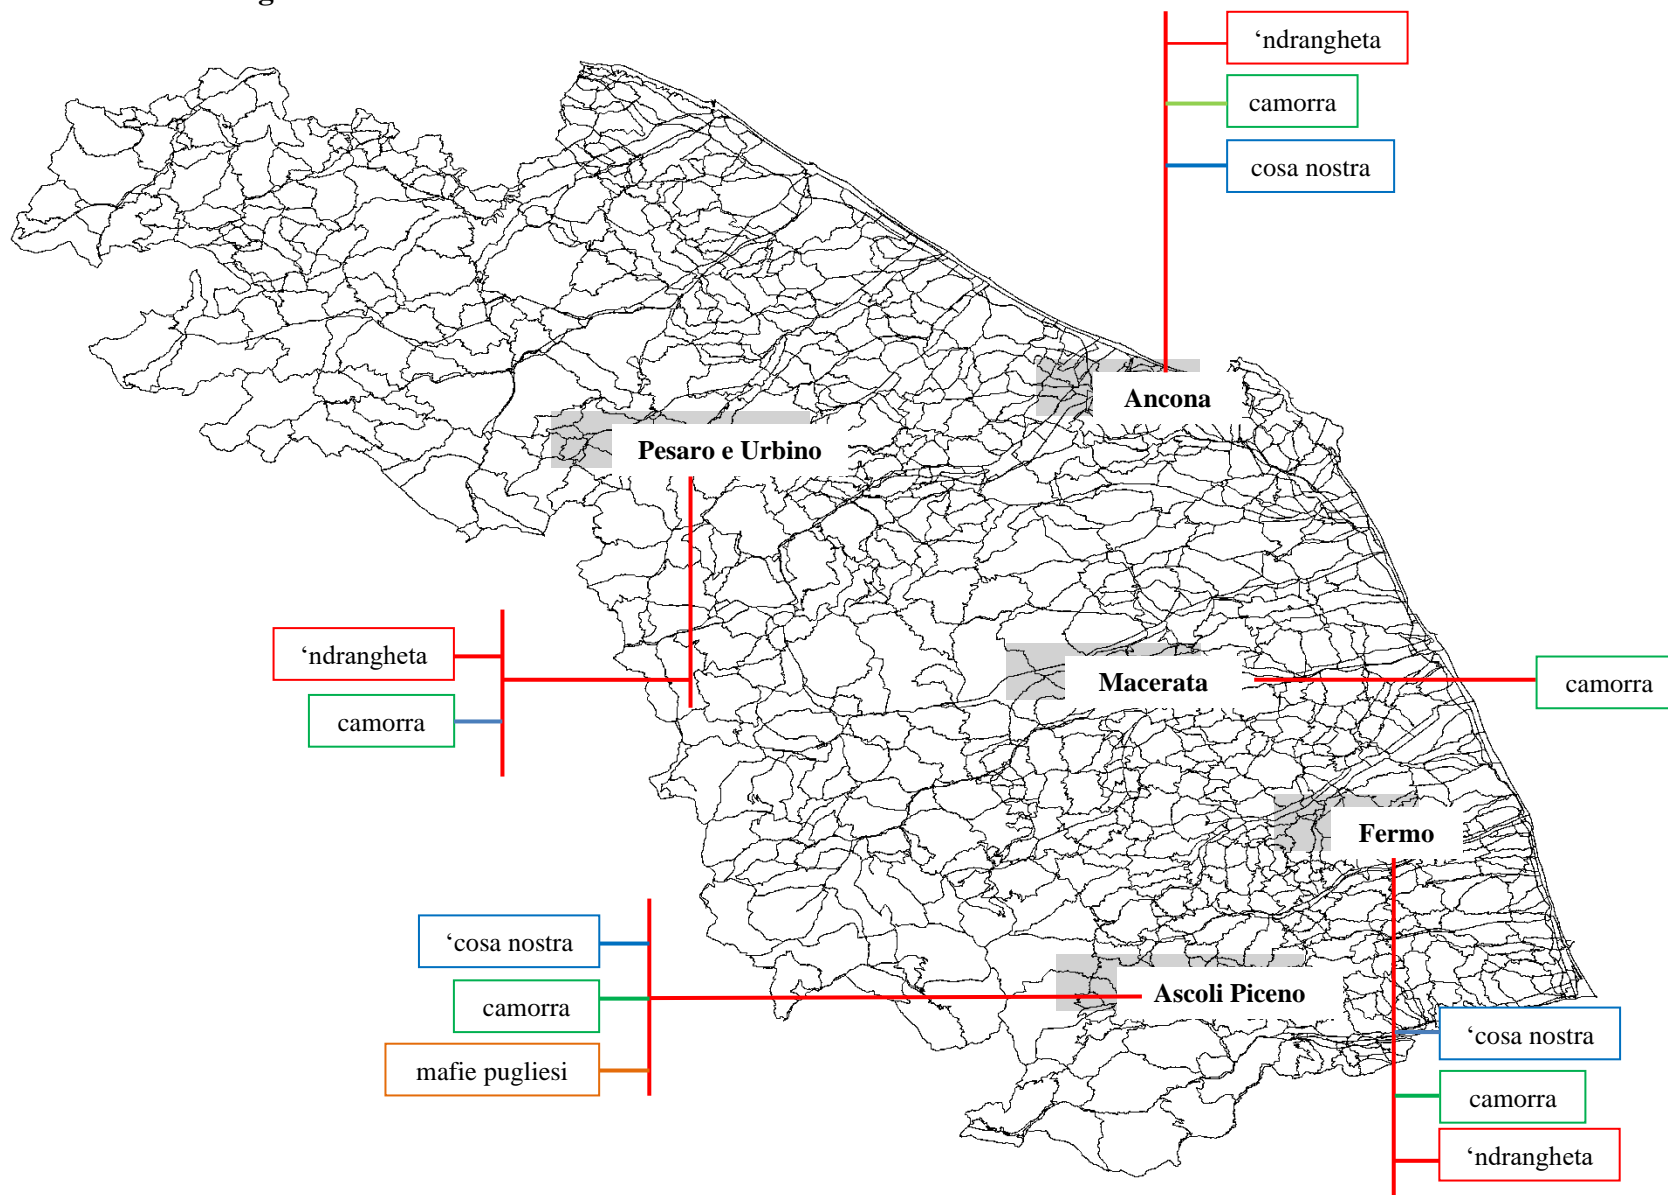 ‘ndrangheta
camorra
cosa nostra
Ancona
Pesaro e Urbino
‘ndrangheta
camorra
Macerata
camorra
Fermo
‘cosa nostra
camorra
mafie pugliesi
Ascoli Piceno
‘cosa nostra
camorra
‘ndrangheta